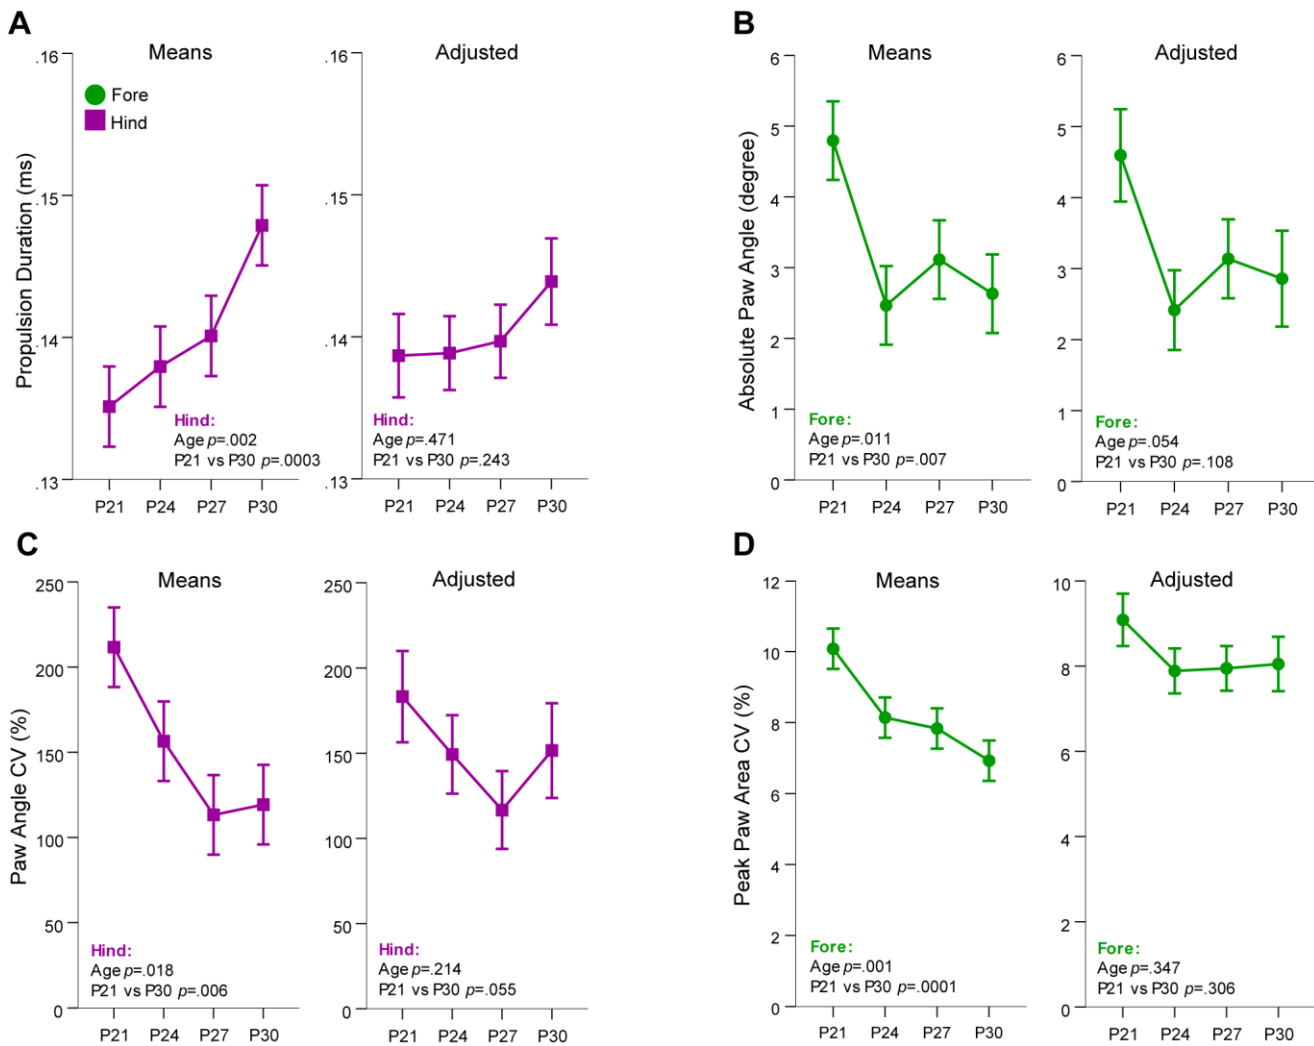 A
Means
Adjusted
.16
.15
.14
.13
Propulsion Duration (ms)
Fore
Hind
Hind:
Age p=.002
P21 vs P30 p=.0003
P21 P24 P27 P30
.16
.15
.14
.13
Hind:
Age p=.471
P21 vs P30 p=.243
P21 P24 P27 P30
B
Means
Adjusted
6
5
4
3
2
1
0
Absolute Paw Angle (degree)
Fore:
Age p=.011
P21 vs P30 p=.007
P21 P24 P27 P30
6
5
4
3
2
1
0
Fore:
Age p=.054
P21 vs P30 p=.108
P21 P24 P27 P30
C
Means
Adjusted
250
200
150
100
50
0
Paw Angle CV (%)
Hind:
Age p=.018
P21 vs P30 p=.006
P21 P24 P27 P30
250
200
150
100
50
0
Hind:
Age p=.214
P21 vs P30 p=.055
P21 P24 P27 P30
D
Means
Adjusted
12
10
8
6
4
2
0
Peak Paw Area CV (%)
Fore:
Age p=.001
P21 vs P30 p=.0001
P21 P24 P27 P30
10
8
6
4
2
0
Fore:
Age p=.347
P21 vs P30 p=.306
P21 P24 P27 P30